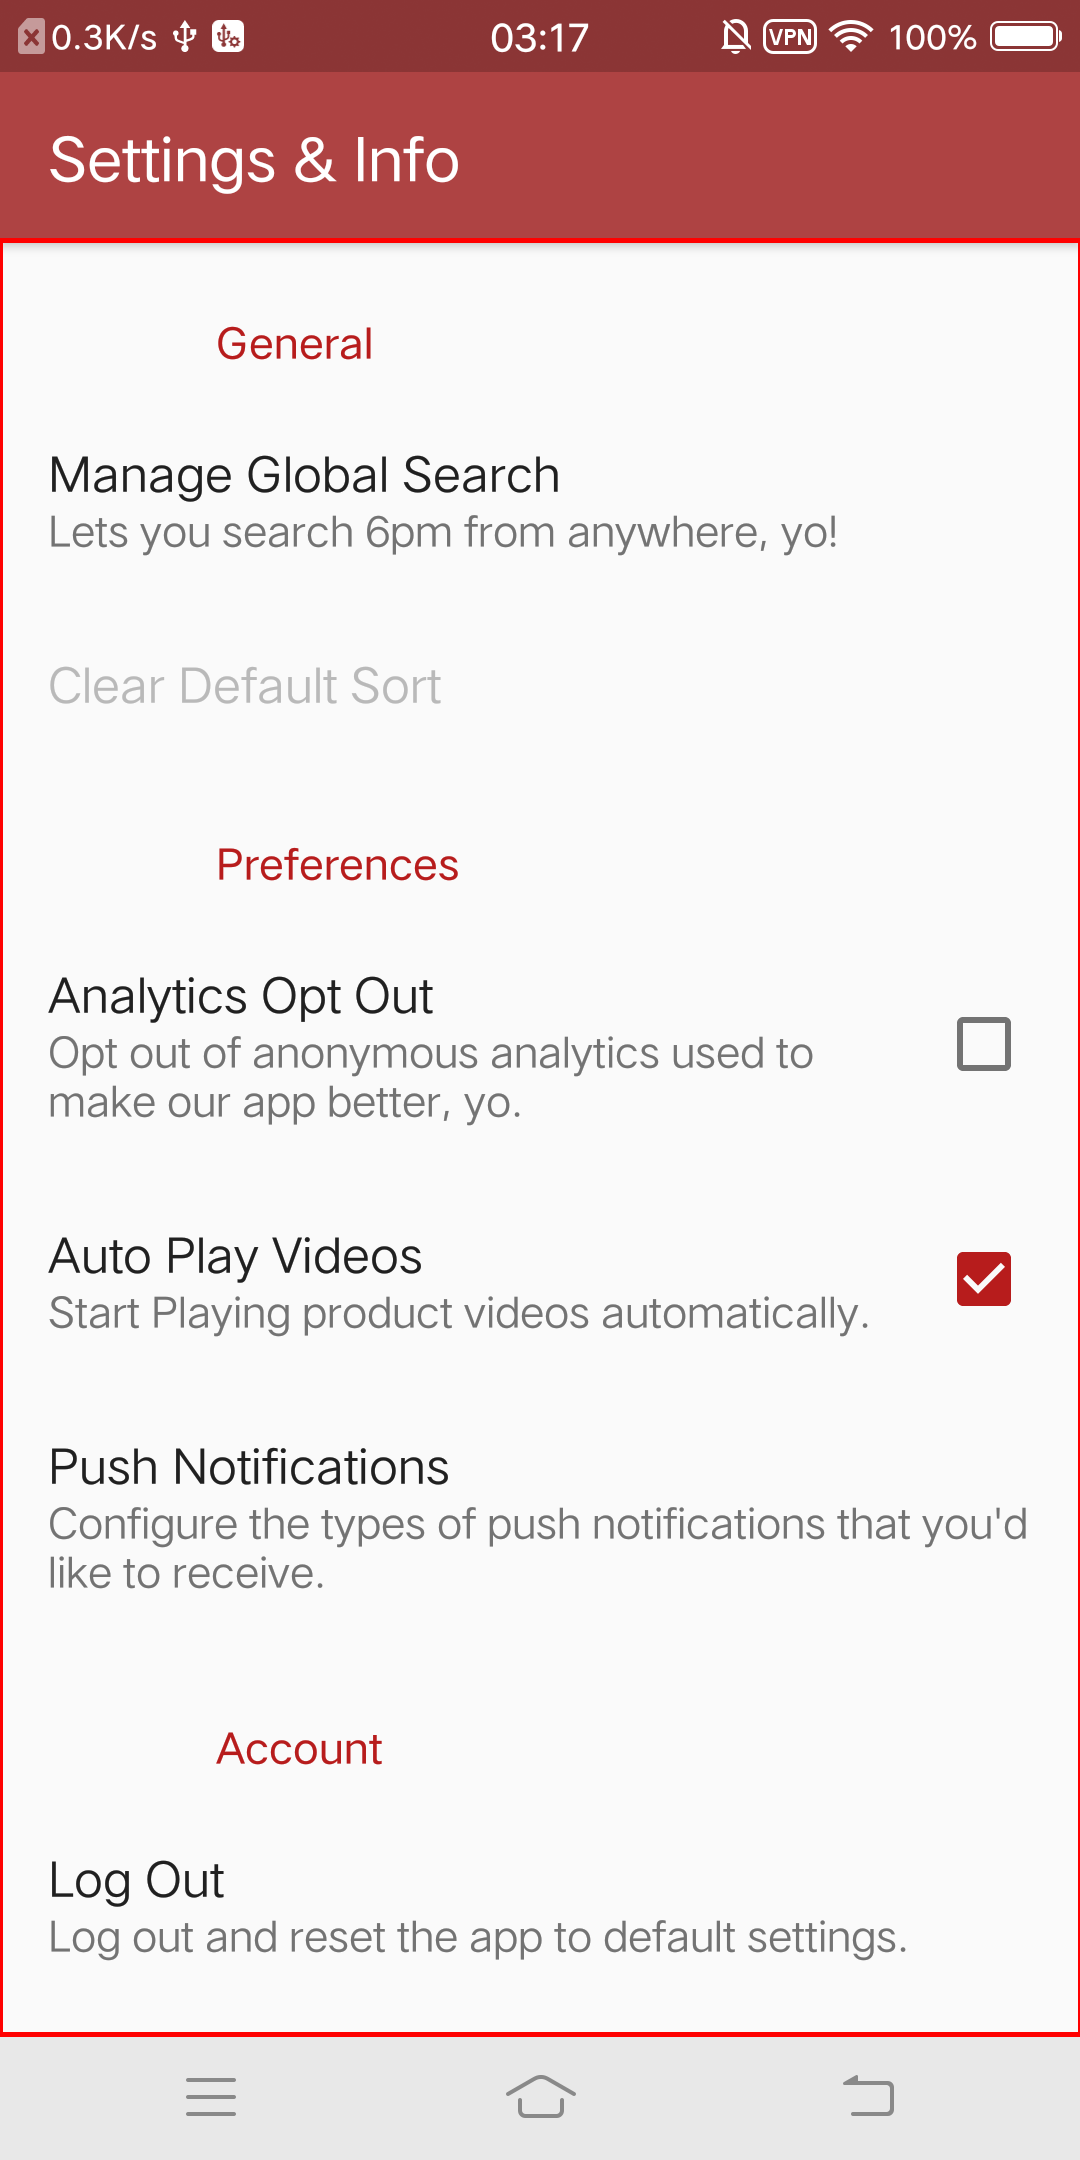 0.3K/s 03:17 VPN 100%
Settings & Info
General
Manage Global Search
Lets you search 6pm from anywhere, yo!
Clear Default Sort
Preferences
Analytics Opt Out
Opt out of anonymous analytics used to
make our app better, yo.
Auto Play Videos
Start Playing product videos automatically.
Push Notifications
Configure the types of push notifications that you'd
like to receive.
Account
Log Out
Log out and reset the app to default settings.